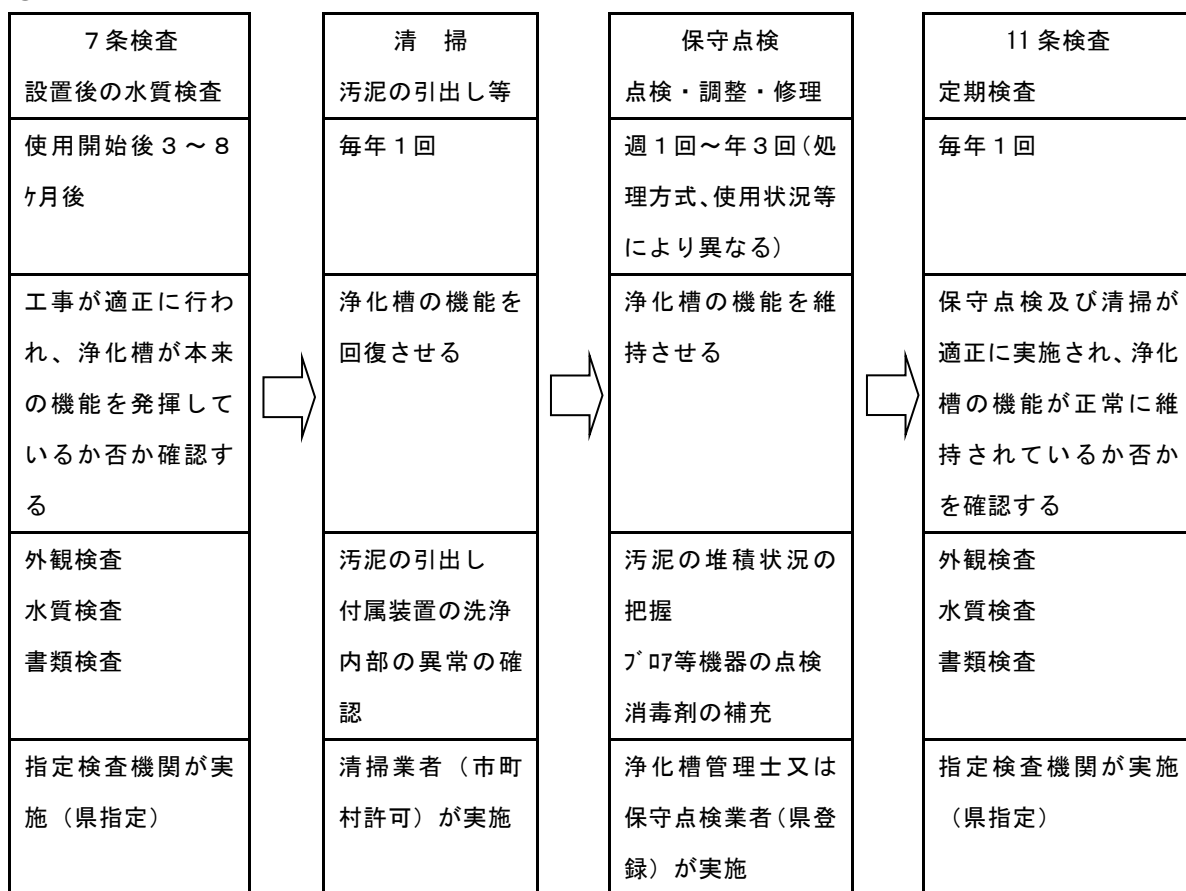 ７条検査
設置後の水質検査
使用開始後３～８
ｹ月後
工事が適正に行わ
れ、浄化槽が本来
の機能を発揮して
いるか否か確認す
る
外観検査
水質検査
書類検査
指定検査機関が実
施（県指定）
清　掃
汚泥の引出し等
毎年１回
浄化槽の機能を
回復させる
汚泥の引出し
付属装置の洗浄
内部の異常の確
認
清掃業者（市町
村許可）が実施
保守点検
点検・調整・修理
週１回～年３回（処
理方式、使用状況等
により異なる）
浄化槽の機能を維
持させる
汚泥の堆積状況の
把握
ﾌﾞﾛｱ等機器の点検
消毒剤の補充
浄化槽管理士又は
保守点検業者（県登
録）が実施
11条検査
定期検査
毎年１回
保守点検及び清掃が
適正に実施され、浄化
槽の機能が正常に維
持されているか否か
を確認する
外観検査
水質検査
書類検査
指定検査機関が実施
（県指定）